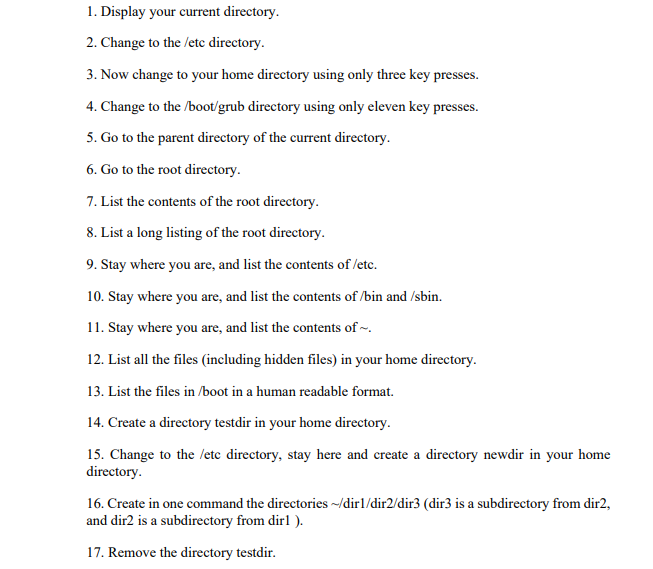 1. Display your current directory.
2. Change to the /etc directory.
3. Now change to your home directory using only three key presses.
4. Change to the /boot/grub directory using only eleven key presses.
5. Go to the parent directory of the current directory.
6. Go to the root directory.
7. List the contents of the root directory.
8. List a long listing of the root directory.
9. Stay where you are, and list the contents of /etc.
10. Stay where you are, and list the contents of /bin and /sbin.
11. Stay where you are, and list the contents of ~.
12. List all the files (including hidden files) in your home directory.
13. List the files in /boot in a human readable format.
14. Create a directory testdir in your home directory.
15. Change to the /etc directory, stay here and create a directory newdir in your home
directory.
16. Create in one command the directories ~/dir1/dir2/dir3 (dir3 is a subdirectory from dir2,
and dir2 is a subdirectory from dir1 ).
17. Remove the directory testdir.